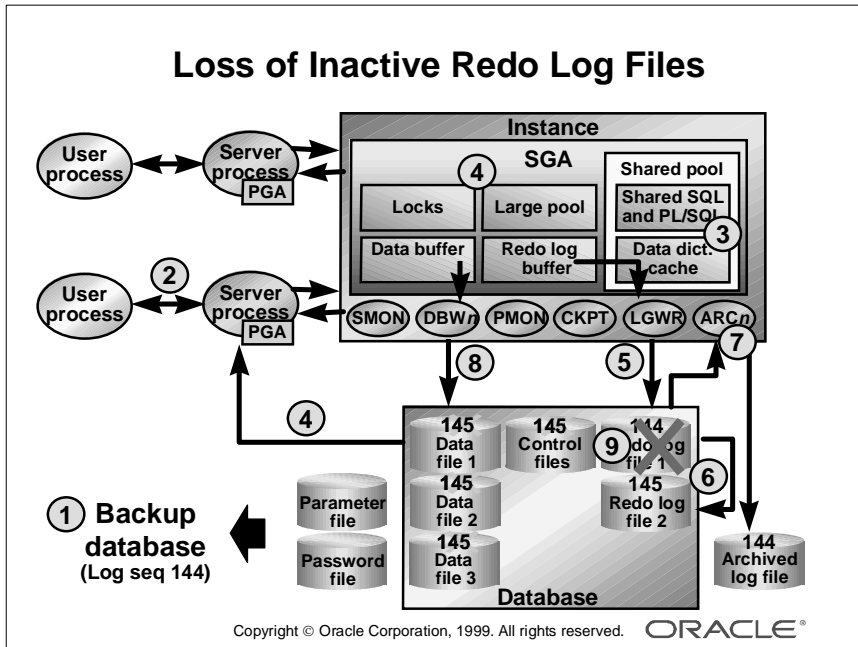 Loss of Inactive Redo Log Files
Instance
SGA
User
process
Server
process
PGA
4
Shared pool
Locks
Large pool
Shared SQL
and PL/SQL
3
Data buffer
Redo log
buffer
Data dict.
cache
2
User
process
Server
process
PGA
SMON
DBWn
PMON
CKPT
LGWR
ARCn
7
8
5
4
145
Data
file 1
145
Control
files
9
144
file 1
6
1 Backup
database
(Log seq 144)
Parameter
file
145
Data
file 2
145
Redo log
file 2
Password
file
145
Data
file 3
144
Archived
log file
Database
Copyright © Oracle Corporation, 1999. All rights reserved.
ORACLE®